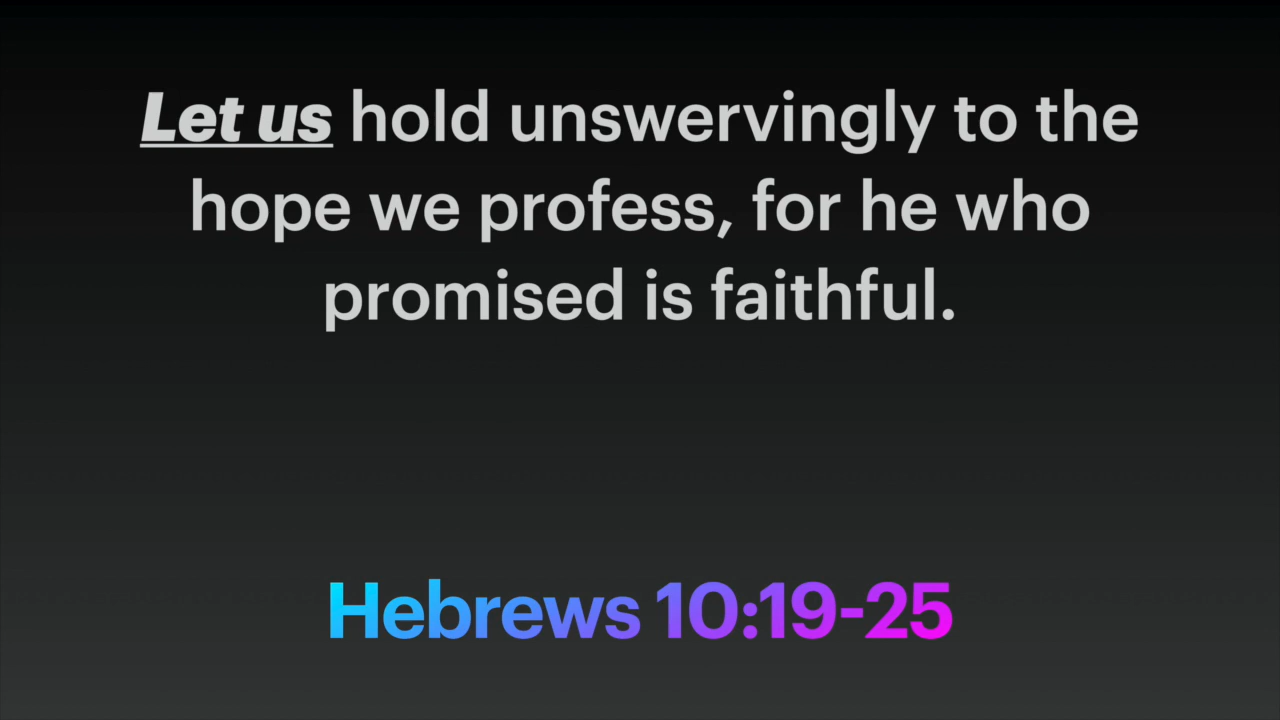 Let us hold unswervingly to the
hope we profess, for he who
promised is faithful.
Hebrews 10:19-25